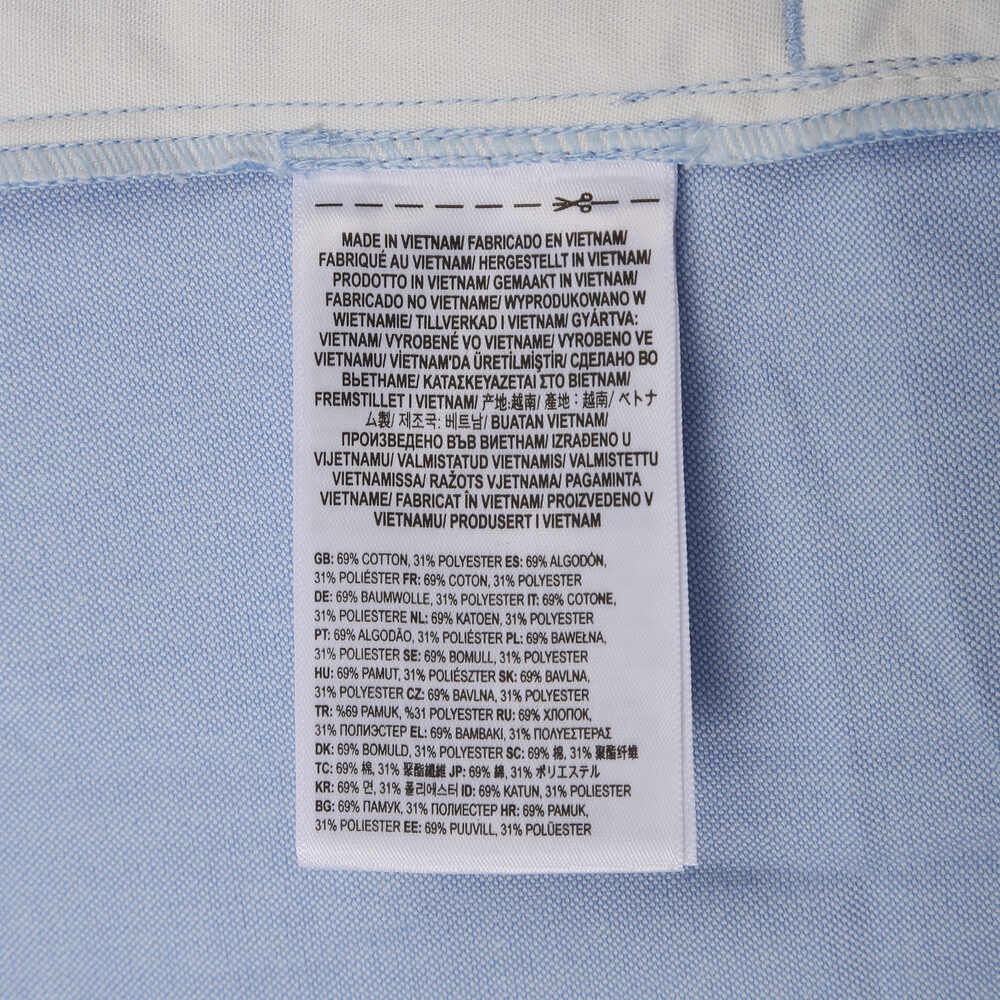 MADE IN VIETNAM/ FABRICADO EN VIETNAM/
FABRIQUÉ AU VIETNAM/ HERGESTELLT IN VIETNAM/
PRODOTTO IN VIETNAM/ GEMAAKT IN VIETNAM/
FABRICADO NO VIETNAME/ WYPRODUKOWANO W
WIETNAMIE/ TILLVERKAD I VIETNAM/ GYÁRTVA:
VIETNAM/ VYROBENÉ VO VIETNAME/ VYROBENO VE
VIETNAMU/ VİETNAM'DA ÜRETİLMİŞTİR/ СДЕЛАНО ВО
ВЬЕТНАМЕ/ ΚΑΤΑΣΚΕΥΑΖΕΤΑΙ ΣΤΟ ΒΙΕΤΝΑΜ/
FREMSTILLET I VIETNAM/ 产地:越南/ 產地：越南/ ベトナ
ム製/ 제조국: 베트남/ BUATAN VIETNAM/
ПРОИЗВЕДЕНО ВЪВ ВИЕТНАМ/ IZRAĐENO U
VIJETNAMU/ VALMISTATUD VIETNAMIS/ VALMISTETTU
VIETNAMISSA/ RAŽOTS VJETNAMA/ PAGAMINTA
VIETNAME/ FABRICAT ÎN VIETNAM/ PROIZVEDENO V
VIETNAMU/ PRODUSERT I VIETNAM
GB: 69% COTTON, 31% POLYESTER ES: 69% ALGODÓN,
31% POLIÉSTER FR: 69% COTON, 31% POLYESTER
DE: 69% BAUMWOLLE, 31% POLYESTER IT: 69% COTONE,
31% POLIESTERE NL: 69% KATOEN, 31% POLYESTER
PT: 69% ALGODÃO, 31% POLIÉSTER PL: 69% BAWEŁNA,
31% POLIESTER SE: 69% BOMULL, 31% POLYESTER
HU: 69% PAMUT, 31% POLIÉSZTER SK: 69% BAVLNA,
31% POLYESTER CZ: 69% BAVLNA, 31% POLYESTER
TR: %69 PAMUK, %31 POLYESTER RU: 69% ХЛОПОК,
31% ПОЛИЭСТЕР EL: 69% ΒΑΜΒΑΚΙ, 31% ΠΟΛΥΕΣΤΕΡΑΣ
DK: 69% BOMULD, 31% POLYESTER SC: 69% 棉, 31% 聚酯纤维
TC: 69% 棉, 31% 聚酯纖維 JP: 69% 綿, 31% ポリエステル
KR: 69% 면, 31% 폴리에스터 ID: 69% KATUN, 31% POLYESTER
BG: 69% ПАМУК, 31% ПОЛИЕСТЕР HR: 69% PAMUK,
31% POLIESTER EE: 69% PUUVILL, 31% POLÜESTER